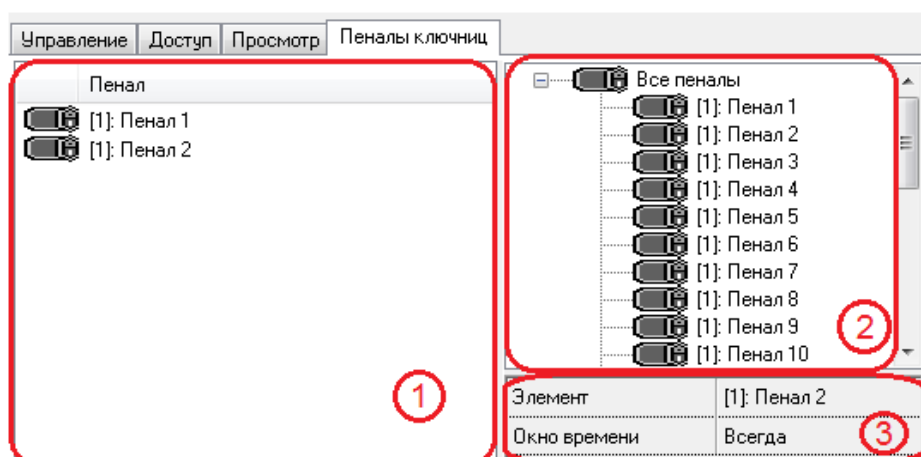 Управление Доступ Просмотр Пеналы ключниц
Пенал
[1]: Пенал 1
[1]: Пенал 2
1
Все пеналы
[1]: Пенал 1
[1]: Пенал 2
[1]: Пенал 3
[1]: Пенал 4
[1]: Пенал 5
[1]: Пенал 6
[1]: Пенал 7
[1]: Пенал 8
[1]: Пенал 9
[1]: Пенал 10
2
Элемент [1]: Пенал 2
Окно времени Всегда
3